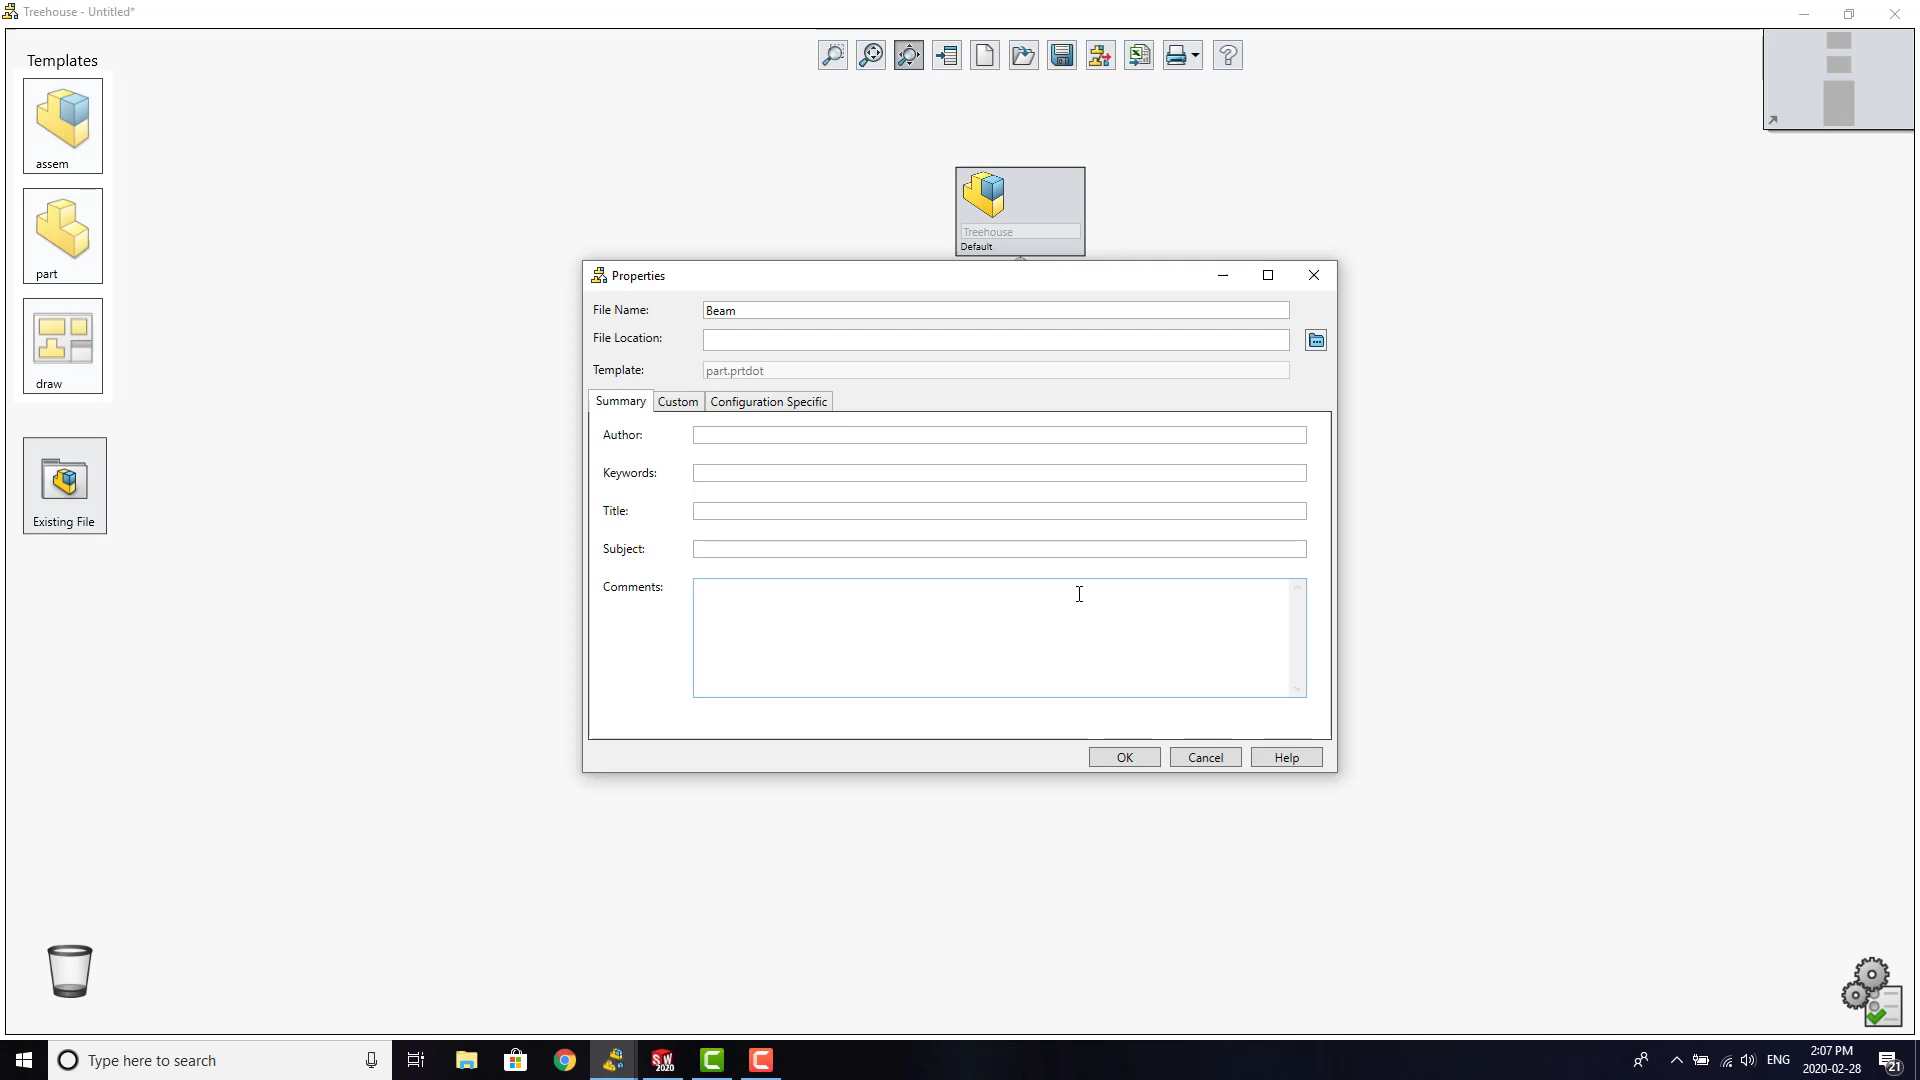 Treehouse - Untitled*
Templates
assem
part
draw
Existing File
Treehouse
Default
Properties
File Name:
Beam
File Location:
Template:
part.prtdot
Summary
Custom
Configuration Specific
Author:
Keywords:
Title:
Subject:
Comments:
OK
Cancel
Help
Type here to search
SW
2020
ENG
2:07 PM
2020-02-28
21